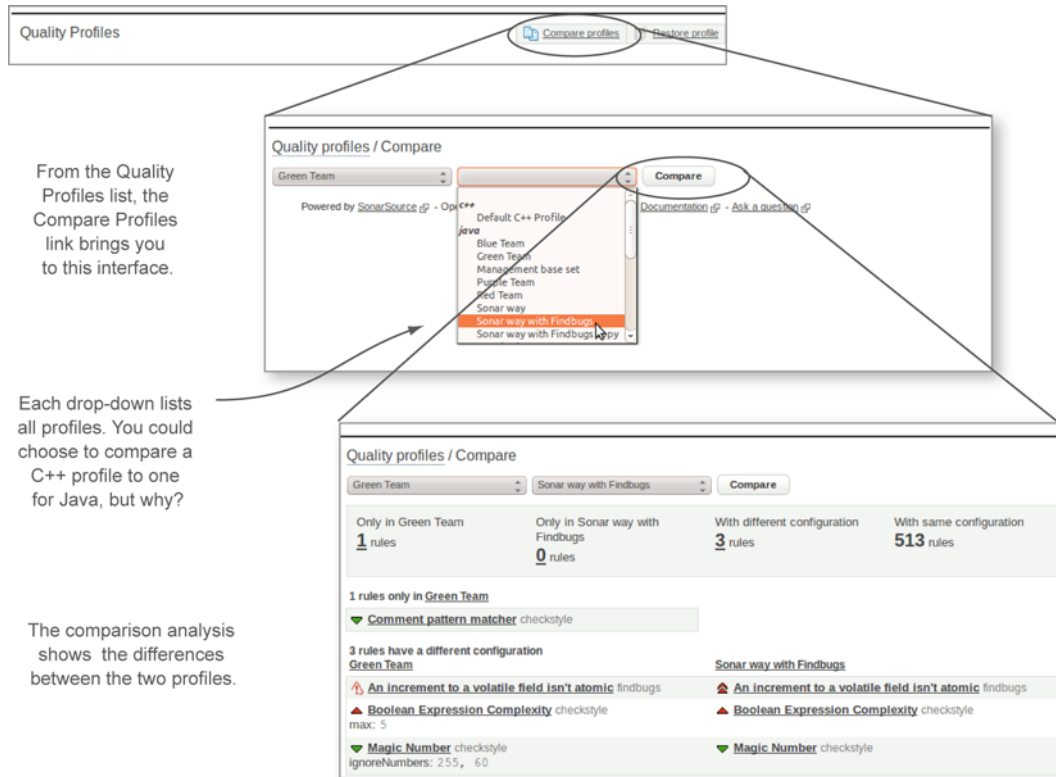 Quality Profiles
Compare profiles
Restore profile
From the Quality
Profiles list, the
Compare Profiles
link brings you
to this interface.
Quality profiles / Compare
Green Team
Compare
Powered by SonarSource - Ope
Documentation - Ask a question
c++
Default C++ Profile
java
Blue Team
Green Team
Management base set
Purple Team
Red Team
Sonar way
Sonar way with Findbugs
Sonar way with Findbugs
Each drop-down lists
all profiles. You could
choose to compare a
C++ profile to one
for Java, but why?
The comparison analysis
shows the differences
between the two profiles.
Quality profiles / Compare
Green Team
Sonar way with Findbugs
Compare
Only in Green Team
1 rules
Only in Sonar way with
Findbugs
0 rules
With different configuration
3 rules
With same configuration
513 rules
1 rules only in Green Team
Comment pattern matcher checkstyle
3 rules have a different configuration
Green Team
Sonar way with Findbugs
An increment to a volatile field isn't atomic findbugs
An increment to a volatile field isn't atomic findbugs
Boolean Expression Complexity checkstyle
max: 5
Boolean Expression Complexity checkstyle
Magic Number checkstyle
ignoreNumbers: 255, 60
Magic Number checkstyle